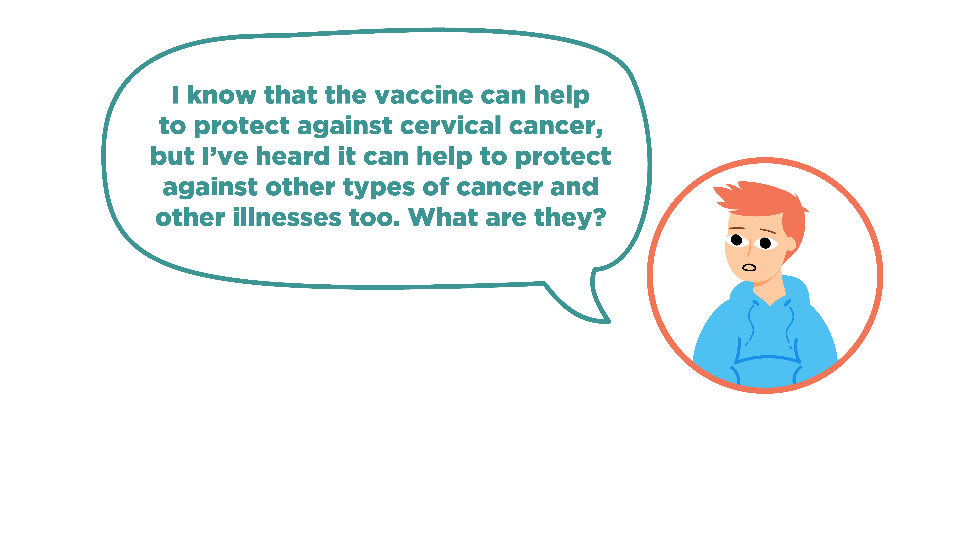 I know that the vaccine can help
to protect against cervical cancer,
but I’ve heard it can help to protect
against other types of cancer and
other illnesses too. What are they?